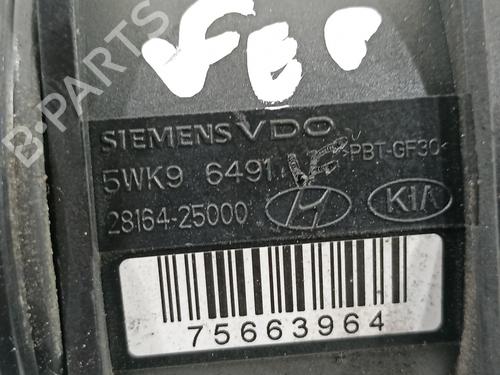 B-PARTS
SIEMENS VDO
5WK9 6491
>PBT-GF30<
28164-25000
KIA
75663964